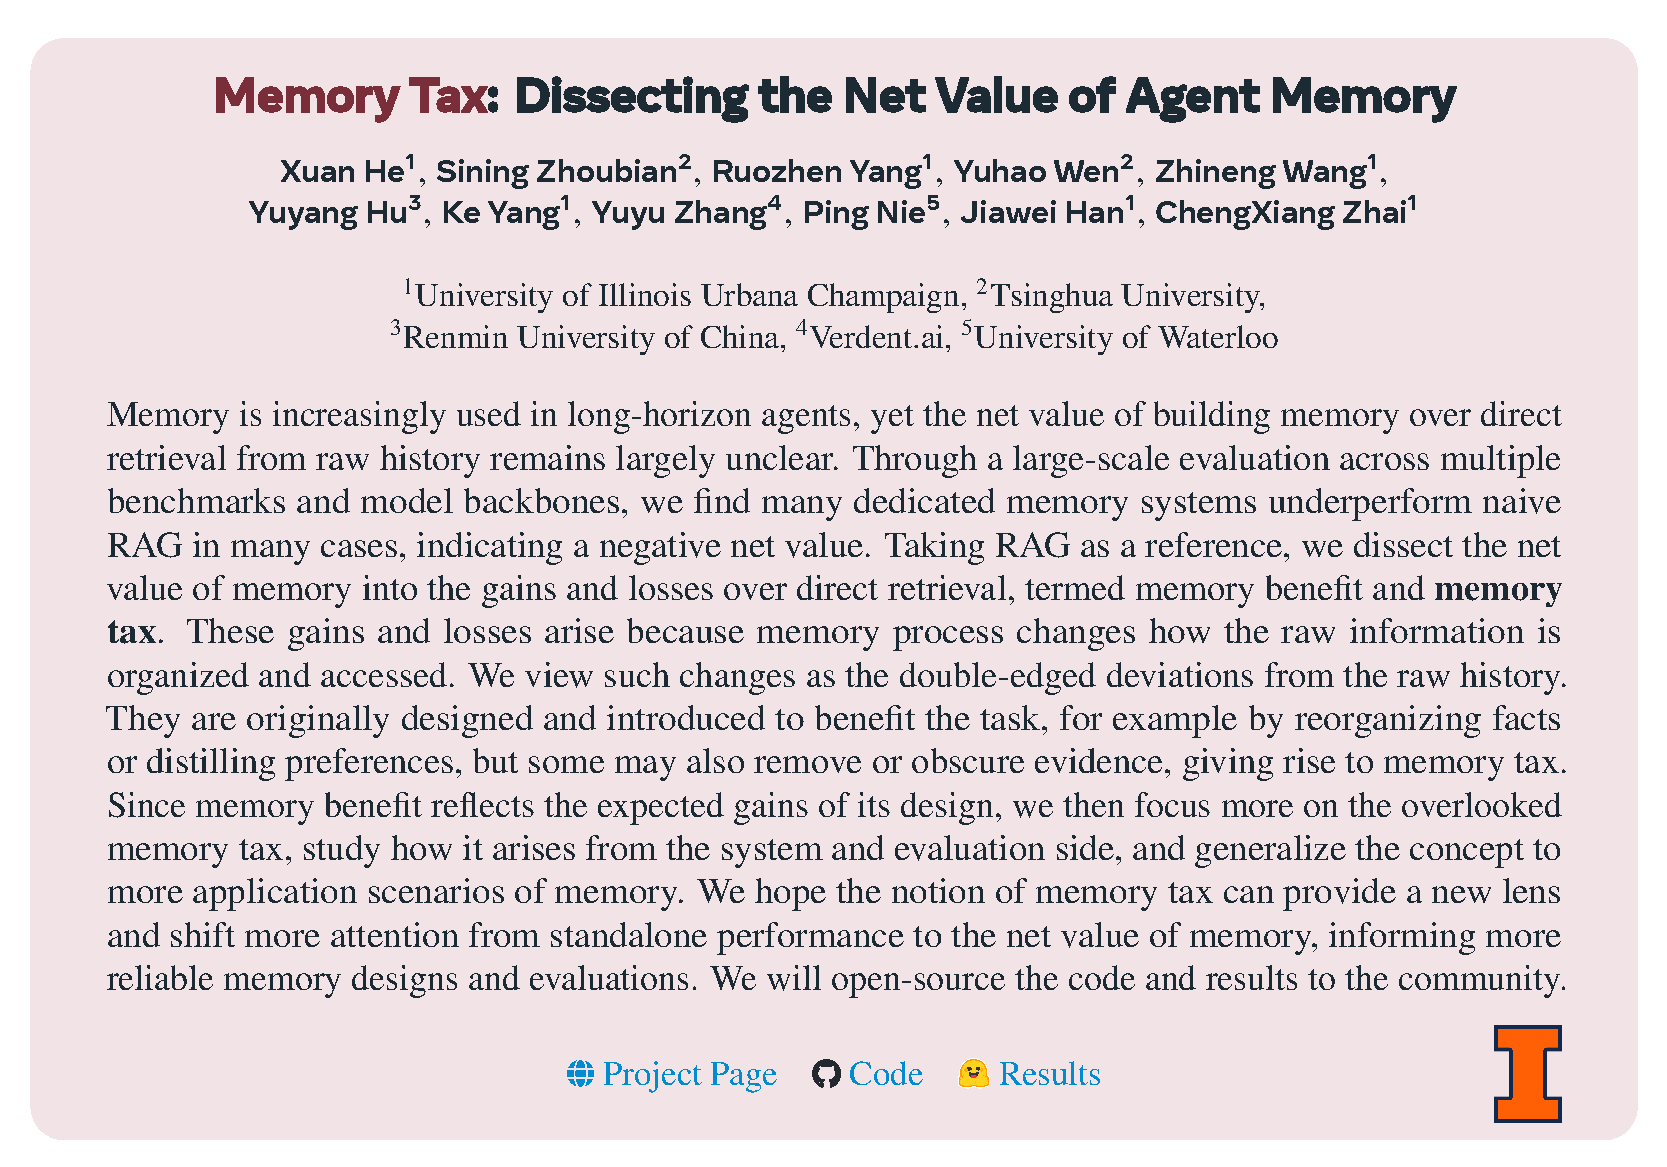 Memory Tax: Dissecting the Net Value of Agent Memory
Xuan He1, Sining Zhoubian2, Ruozhen Yang1, Yuhao Wen2, Zhineng Wang1,
Yuyang Hu3, Ke Yang1, Yuyu Zhang4, Ping Nie5, Jiawei Han1, ChengXiang Zhai1
1University of Illinois Urbana Champaign, 2Tsinghua University,
3Renmin University of China, 4Verdent.ai, 5University of Waterloo
Memory is increasingly used in long-horizon agents, yet the net value of building memory over direct
retrieval from raw history remains largely unclear. Through a large-scale evaluation across multiple
benchmarks and model backbones, we find many dedicated memory systems underperform naive
RAG in many cases, indicating a negative net value. Taking RAG as a reference, we dissect the net
value of memory into the gains and losses over direct retrieval, termed memory benefit and memory
tax. These gains and losses arise because memory process changes how the raw information is
organized and accessed. We view such changes as the double-edged deviations from the raw history.
They are originally designed and introduced to benefit the task, for example by reorganizing facts
or distilling preferences, but some may also remove or obscure evidence, giving rise to memory tax.
Since memory benefit reflects the expected gains of its design, we then focus more on the overlooked
memory tax, study how it arises from the system and evaluation side, and generalize the concept to
more application scenarios of memory. We hope the notion of memory tax can provide a new lens
and shift more attention from standalone performance to the net value of memory, informing more
reliable memory designs and evaluations. We will open-source the code and results to the community.
Project Page Code Results